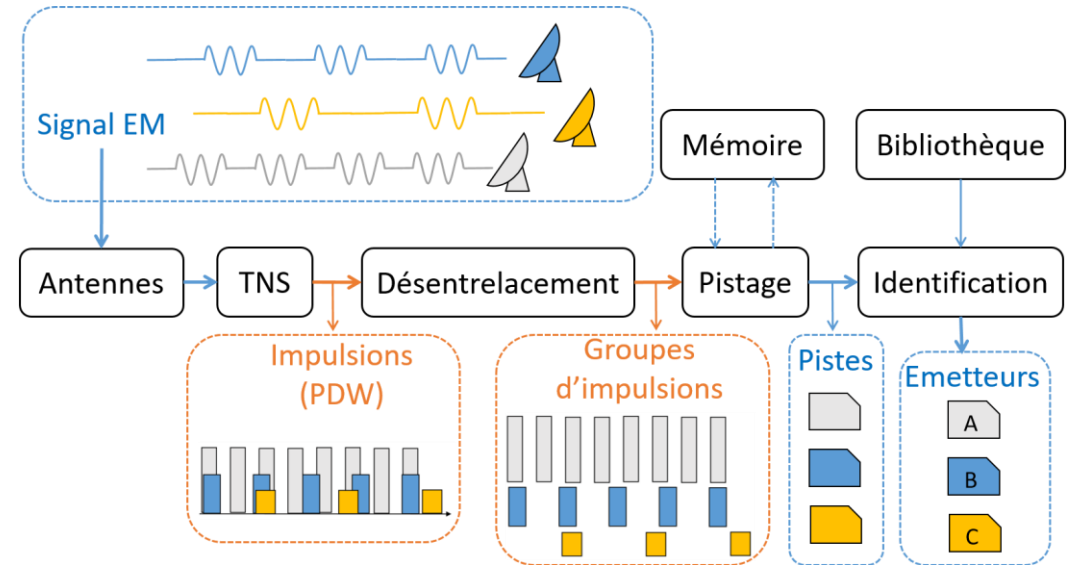 Signal EM
Mémoire
Bibliothèque
Antennes
TNS
Désentrelacement
Pistage
Identification
Impulsions
(PDW)
Groupes
d’impulsions
Pistes
Emetteurs
A
B
C